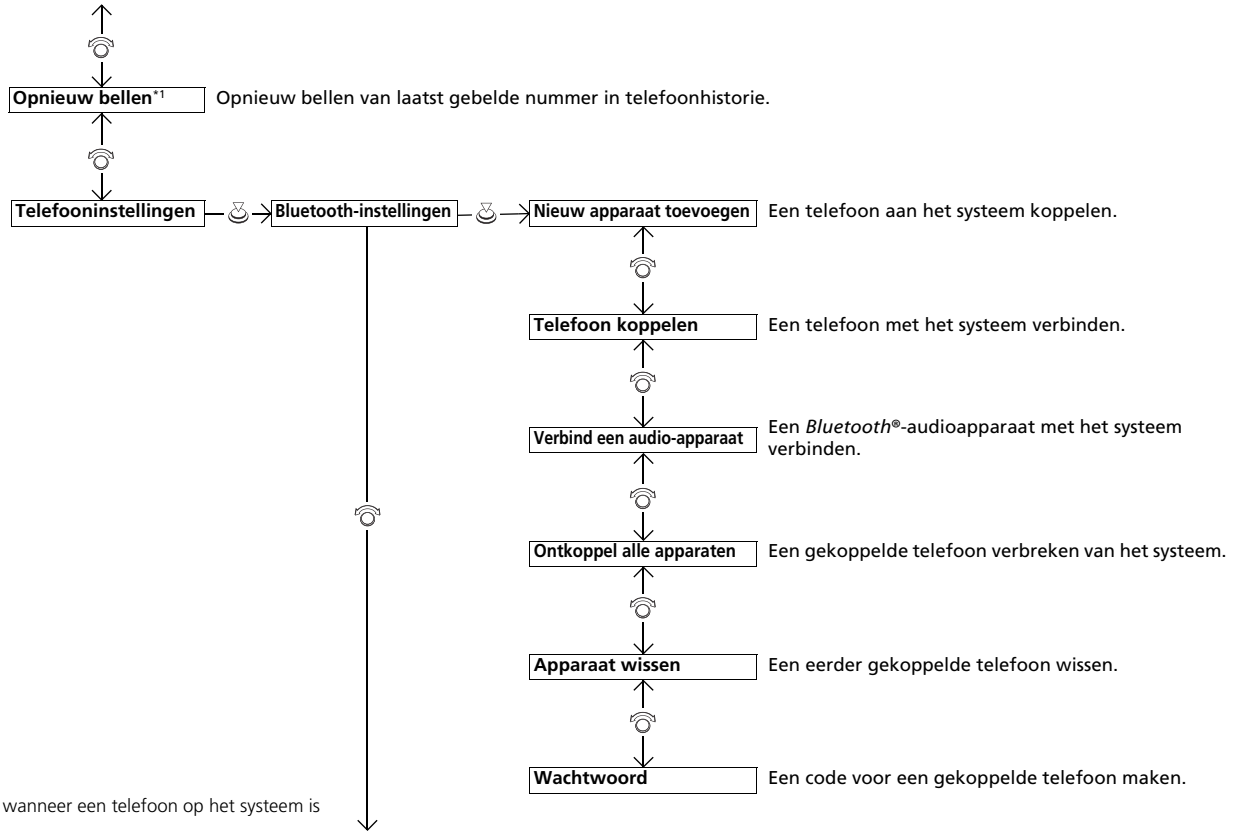 Opnieuw bellen*1 Opnieuw bellen van laatst gebelde nummer in telefoonhistorie.
Telefooninstellingen Bluetooth-instellingen Nieuw apparaat toevoegen Een telefoon aan het systeem koppelen.
Telefoon koppelen Een telefoon met het systeem verbinden.
Verbind een audio-apparaat Een Bluetooth®-audioapparaat met het systeem
verbinden.
Ontkoppel alle apparaten Een gekoppelde telefoon verbreken van het systeem.
Apparaat wissen Een eerder gekoppelde telefoon wissen.
Wachtwoord Een code voor een gekoppelde telefoon maken.
wanneer een telefoon op het systeem is